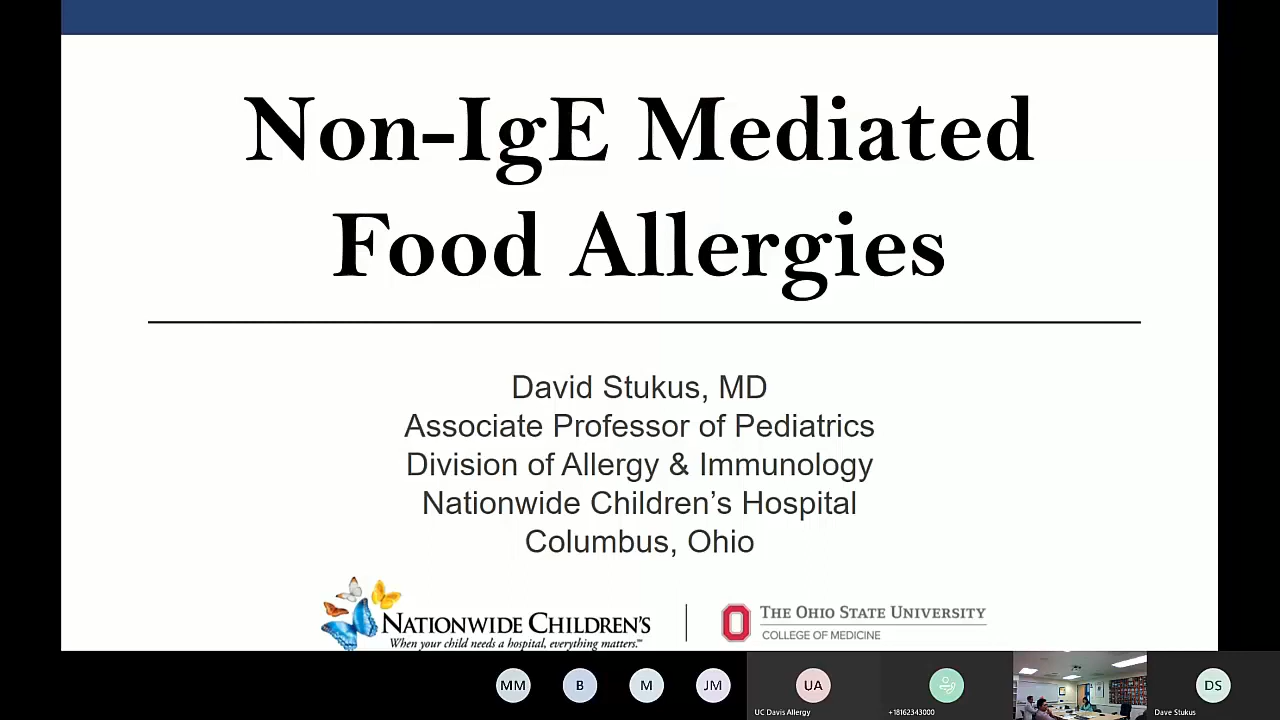 Non-IgE Mediated
Food Allergies
David Stukus, MD
Associate Professor of Pediatrics
Division of Allergy & Immunology
Nationwide Children’s Hospital
Columbus, Ohio
NATIONWIDE CHILDREN'S
When your child needs a hospital, everything matters.℠
THE OHIO STATE UNIVERSITY
COLLEGE OF MEDICINE
MM
B
M
JM
UA
DS
UC Davis Allergy
+18162343000
Dave Stukus